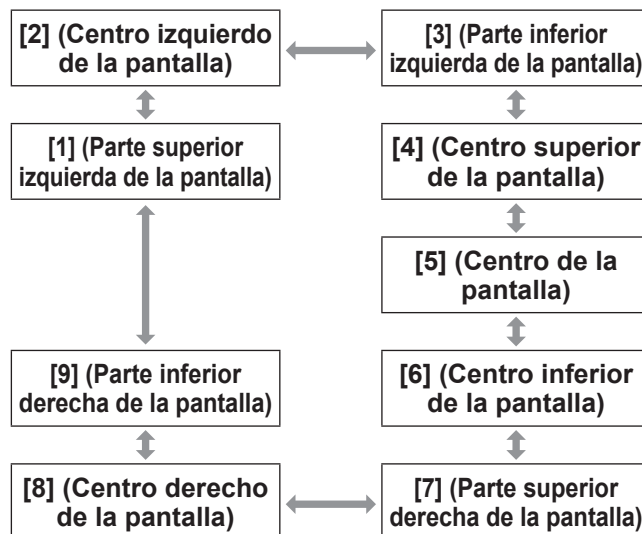 [2] (Centro izquierdo
de la pantalla)
[3] (Parte inferior
izquierda de la pantalla)
[1] (Parte superior
izquierda de la pantalla)
[4] (Centro superior
de la pantalla)
[5] (Centro de la
pantalla)
[9] (Parte inferior
derecha de la pantalla)
[6] (Centro inferior
de la pantalla)
[8] (Centro derecho
de la pantalla)
[7] (Parte superior
derecha de la pantalla)